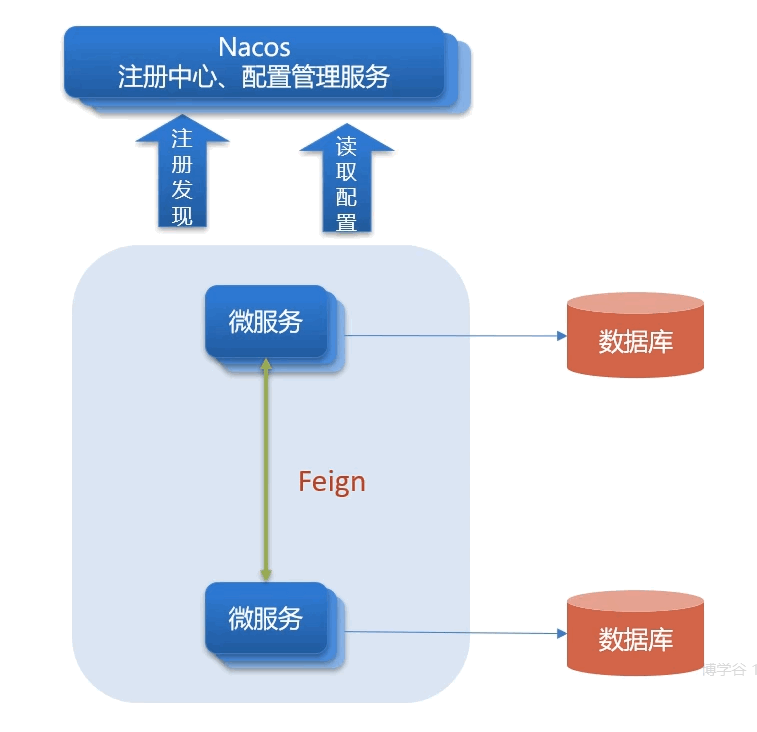 Nacos
注册中心、配置管理服务
注册发现
读取配置
微服务
数据库
Feign
微服务
数据库
博学谷 1